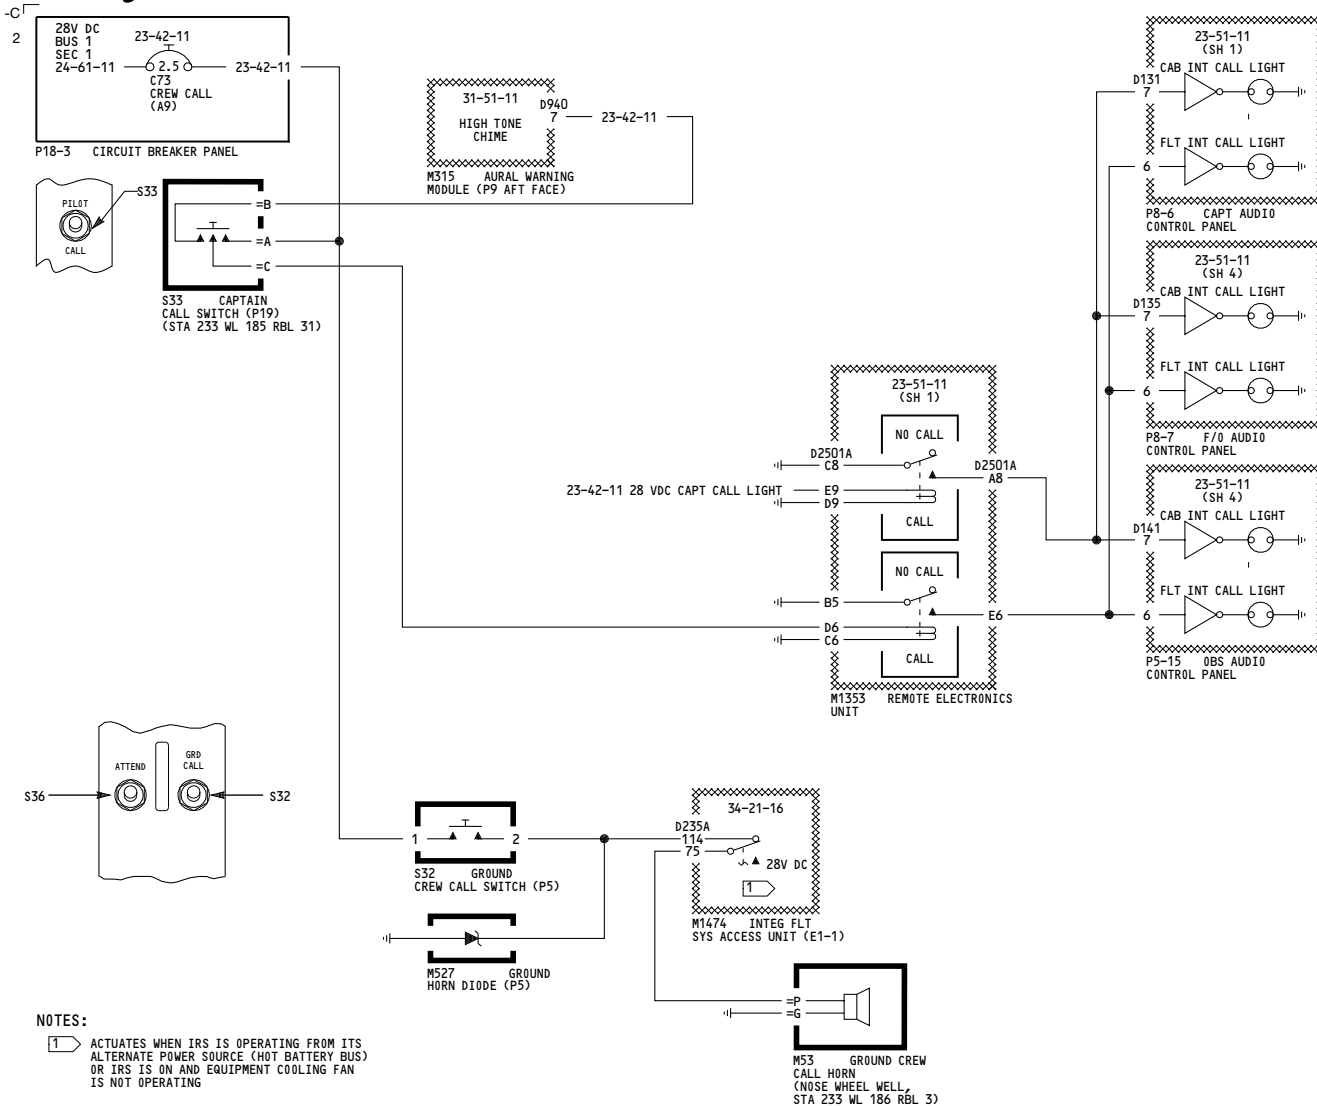 -C
2
28V DC
BUS 1
SEC 1
24-61-11
23-42-11
2.5
23-42-11
C73
CREW CALL
(A9)
P18-3 CIRCUIT BREAKER PANEL
31-51-11
HIGH TONE
CHIME
D940
7
23-42-11
M315 AURAL WARNING
MODULE (P9 AFT FACE)
PILOT
CALL
S33
=B
=A
=C
S33 CAPTAIN
CALL SWITCH (P19)
(STA 233 WL 185 RBL 31)
23-51-11
(SH 1)
CAB INT CALL LIGHT
D131
7
FLT INT CALL LIGHT
6
P8-6 CAPT AUDIO
CONTROL PANEL
23-51-11
(SH 4)
CAB INT CALL LIGHT
D135
7
FLT INT CALL LIGHT
6
P8-7 F/O AUDIO
CONTROL PANEL
23-51-11
(SH 4)
CAB INT CALL LIGHT
D141
7
FLT INT CALL LIGHT
6
P5-15 OBS AUDIO
CONTROL PANEL
23-51-11
(SH 1)
NO CALL
D2501A
C8
D2501A
A8
23-42-11 28 VDC CAPT CALL LIGHT
E9
D9
CALL
NO CALL
B5
E6
D6
C6
CALL
M1353 REMOTE ELECTRONICS
UNIT
ATTEND
GRD
CALL
S36
S32
1
2
S32 GROUND
CREW CALL SWITCH (P5)
34-21-16
D235A
114
75
28V DC
1
M1474 INTEG FLT
SYS ACCESS UNIT (E1-1)
M527 GROUND
HORN DIODE (P5)
=P
=G
M53 GROUND CREW
CALL HORN
(NOSE WHEEL WELL,
STA 233 WL 186 RBL 3)
NOTES:
1 ACTUATES WHEN IRS IS OPERATING FROM ITS
ALTERNATE POWER SOURCE (HOT BATTERY BUS)
OR IRS IS ON AND EQUIPMENT COOLING FAN
IS NOT OPERATING